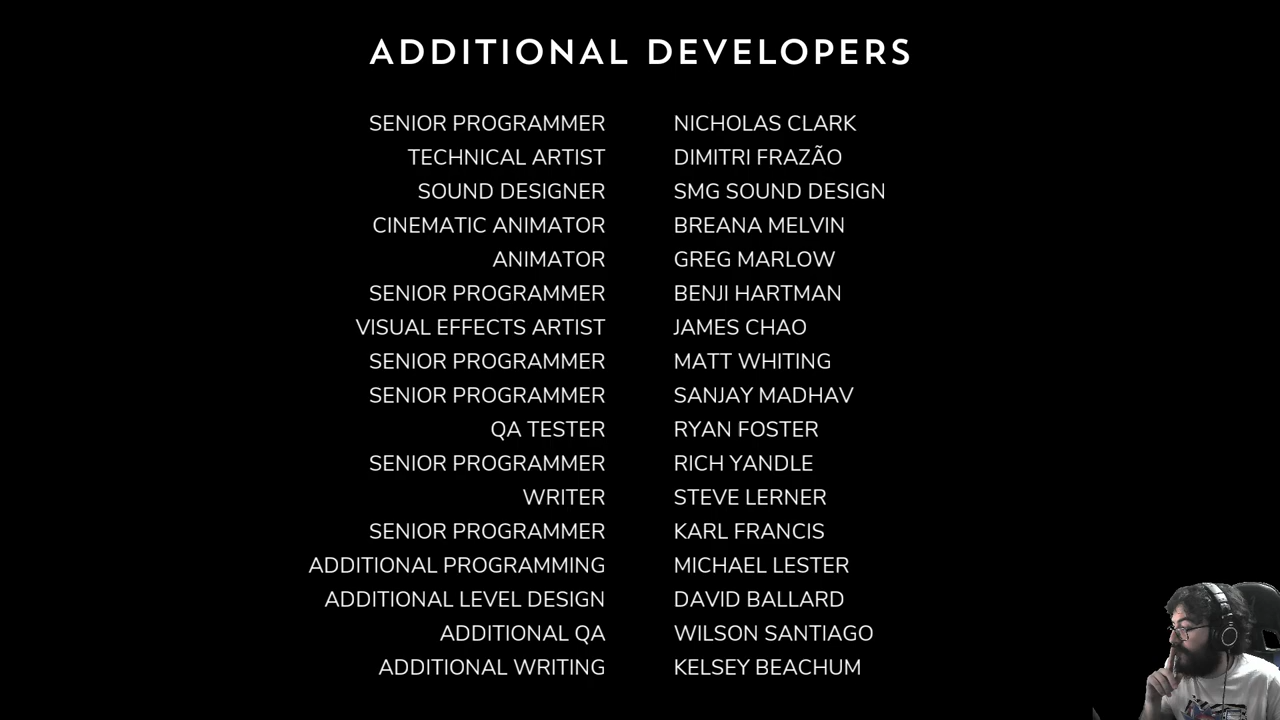 ADDITIONAL DEVELOPERS
SENIOR PROGRAMMER NICHOLAS CLARK
TECHNICAL ARTIST DIMITRI FRAZÃO
SOUND DESIGNER SMG SOUND DESIGN
CINEMATIC ANIMATOR BREANA MELVIN
ANIMATOR GREG MARLOW
SENIOR PROGRAMMER BENJI HARTMAN
VISUAL EFFECTS ARTIST JAMES CHAO
SENIOR PROGRAMMER MATT WHITING
SENIOR PROGRAMMER SANJAY MADHAV
QA TESTER RYAN FOSTER
SENIOR PROGRAMMER RICH YANDLE
WRITER STEVE LERNER
SENIOR PROGRAMMER KARL FRANCIS
ADDITIONAL PROGRAMMING MICHAEL LESTER
ADDITIONAL LEVEL DESIGN DAVID BALLARD
ADDITIONAL QA WILSON SANTIAGO
ADDITIONAL WRITING KELSEY BEACHUM